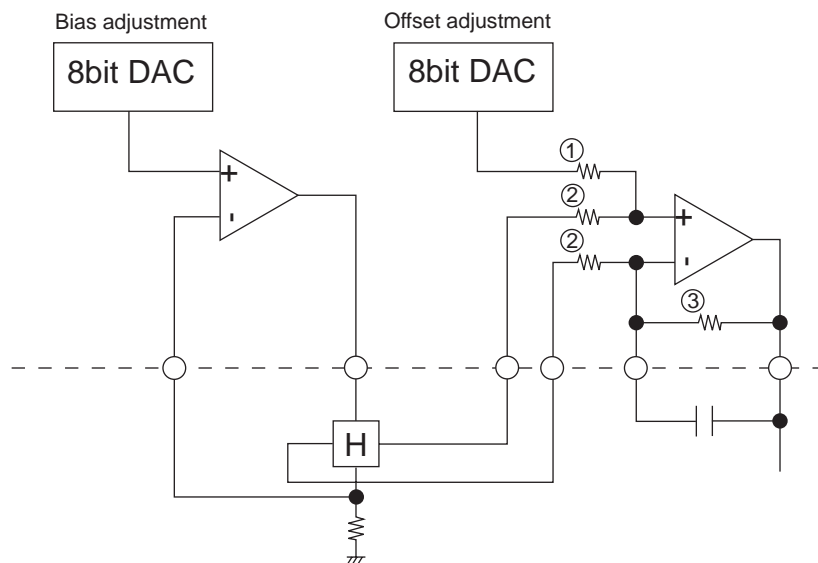 Bias adjustment
Offset adjustment
8bit DAC
8bit DAC
①
②
+
+
②
-
-
③
H